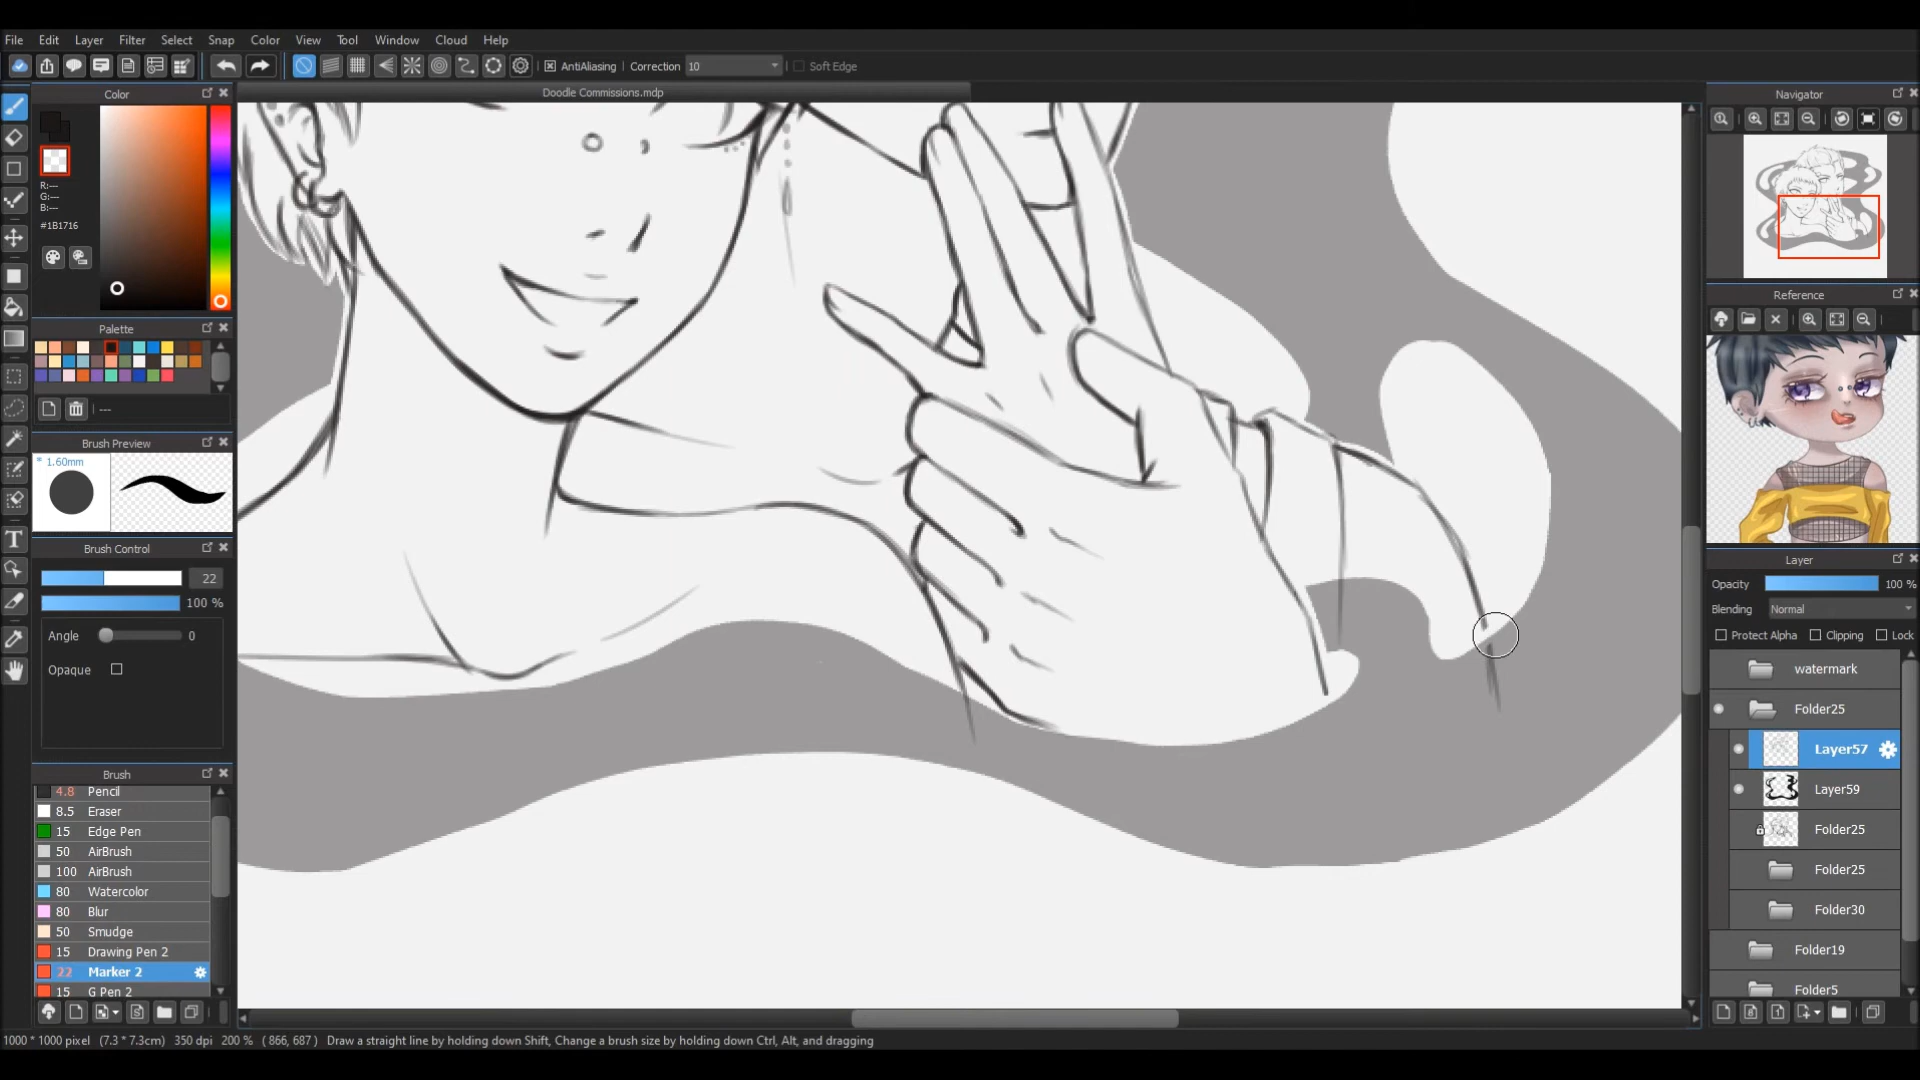 File Edit Layer Filter Select Snap Color View Tool Window Cloud Help
AntiAliasing Correction 10 Soft Edge
Color
Doodle Commissions.mdp
Navigator
R:---
G:---
B:---
#1B1716
Palette
---
Brush Preview
* 1.60mm
Brush Control
22
100 %
Angle 0
Opaque
Brush
4.8 Pencil
8.5 Eraser
15 Edge Pen
50 AirBrush
100 AirBrush
80 Watercolor
80 Blur
50 Smudge
15 Drawing Pen 2
22 Marker 2
15 G Pen 2
Reference
Layer
Opacity 100 %
Blending Normal
Protect Alpha Clipping Lock
watermark
Folder25
Layer57
Layer59
Folder25
Folder25
Folder30
Folder19
Folder5
1000 * 1000 pixel (7.3 * 7.3cm) 350 dpi 200 % ( 866, 687 ) Draw a straight line by holding down Shift, Change a brush size by holding down Ctrl, Alt, and dragging